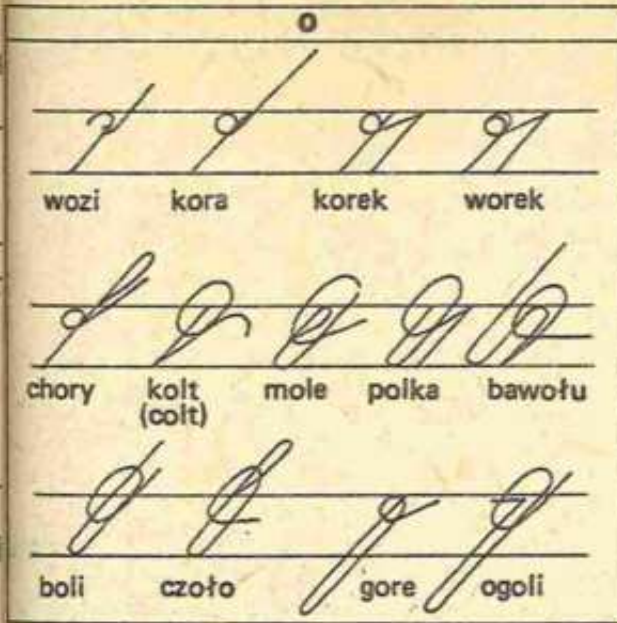 o
wozi kora korek worek
chory kolt mole polka bawołu
(colt)
boli czoło gore ogoli